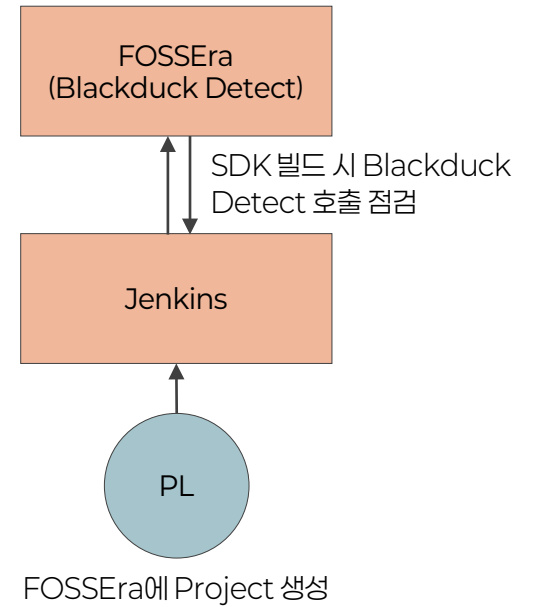 FOSSEra
(Blackduck Detect)
SDK 빌드 시 Blackduck
Detect 호출 점검
Jenkins
PL
FOSSEra에 Project 생성